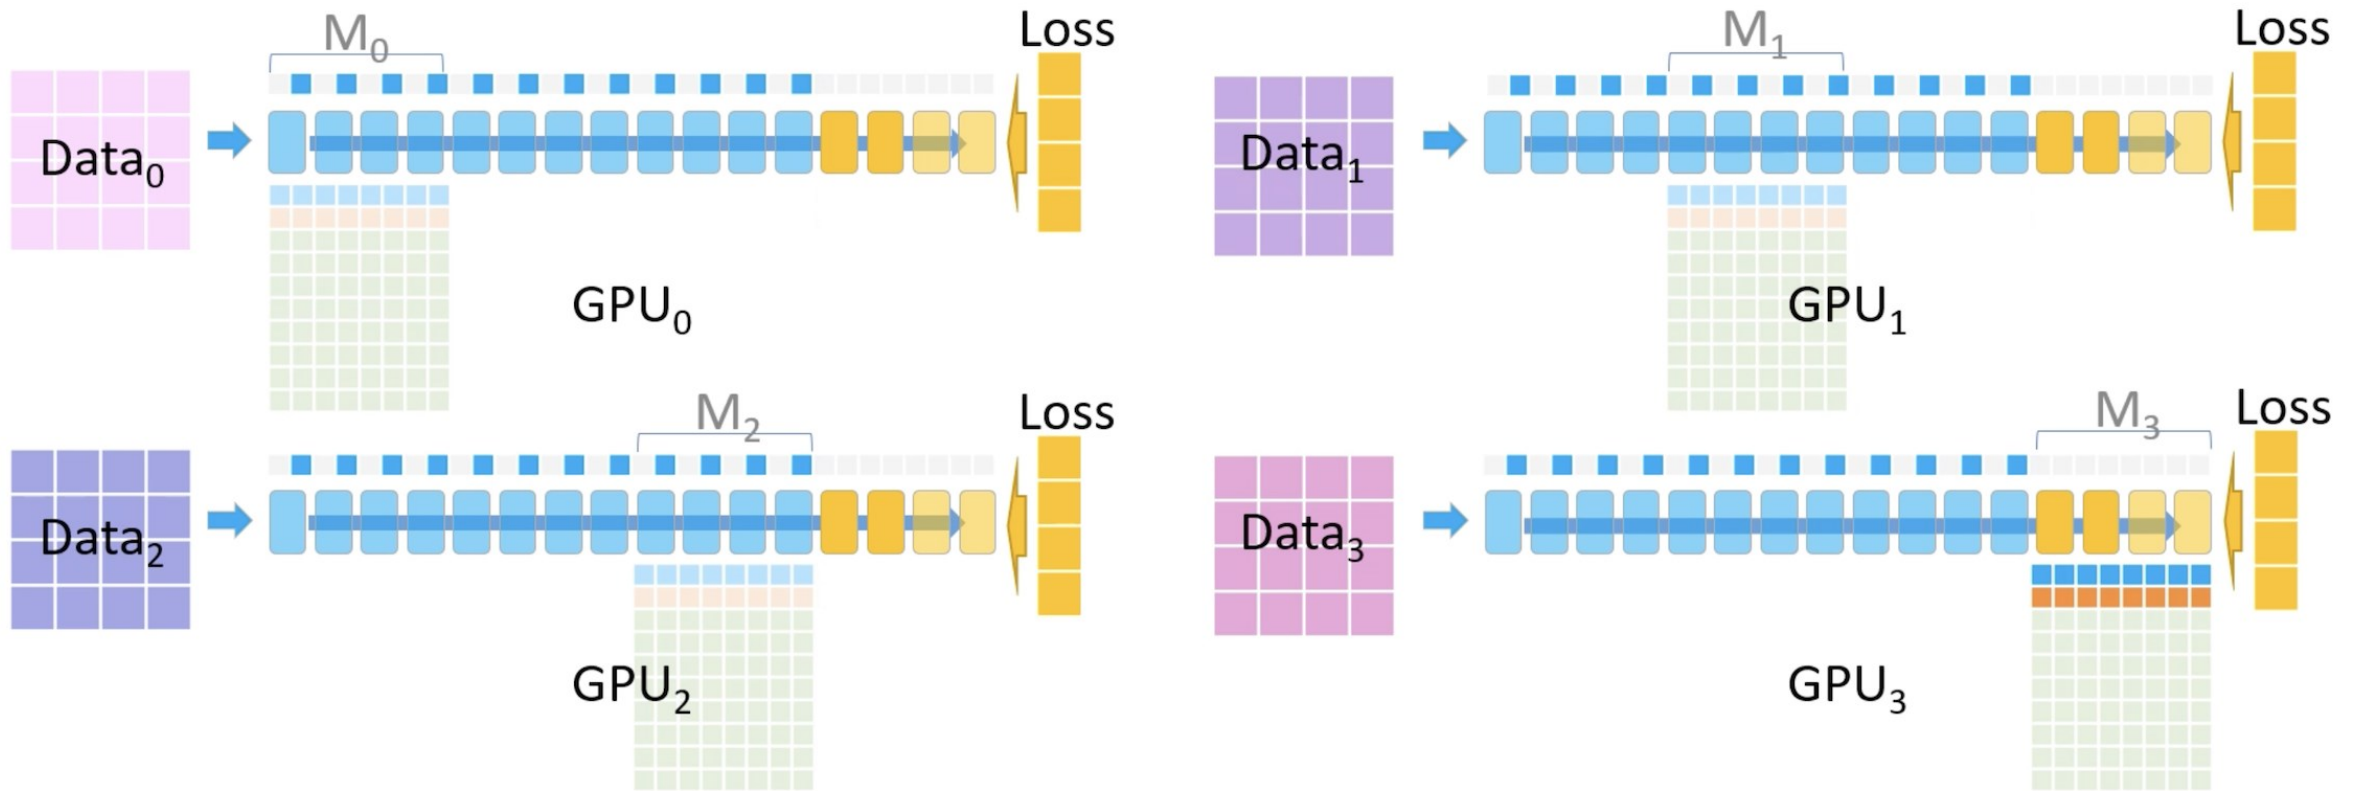 M₀
Loss
Data₀
GPU₀
M₁
Loss
Data₁
GPU₁
M₂
Loss
Data₂
GPU₂
M₃
Loss
Data₃
GPU₃